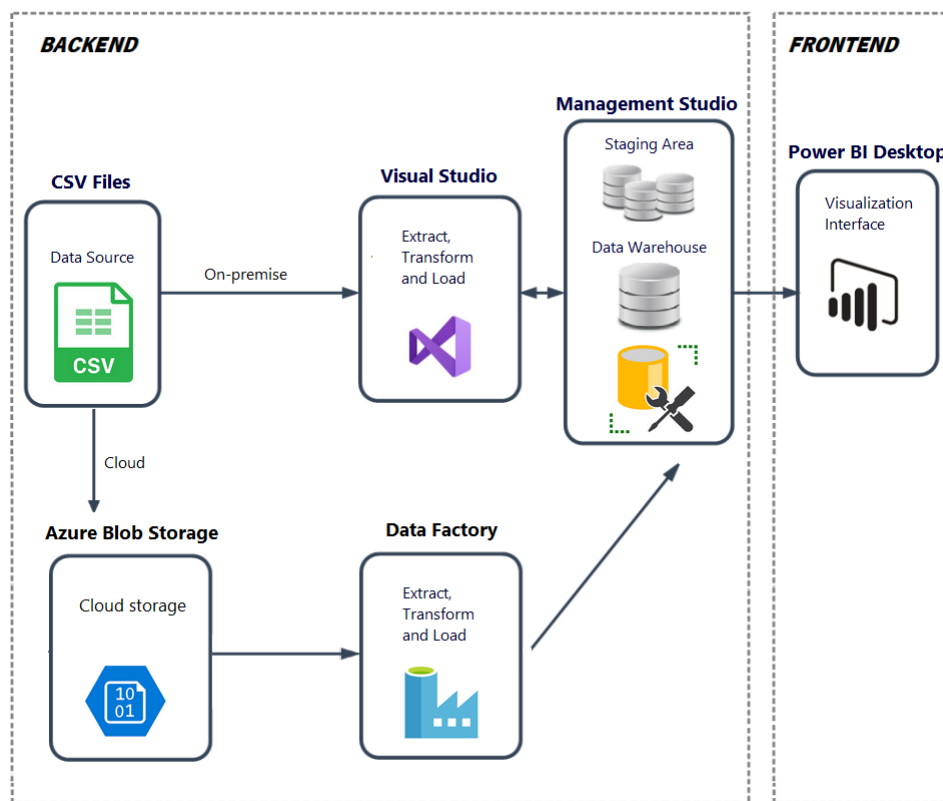 BACKEND
FRONTEND
Management Studio
Staging Area
Data Warehouse
Power BI Desktop
Visualization
Interface
CSV Files
Data Source
CSV
On-premise
Visual Studio
Extract,
Transform
and Load
Cloud
Azure Blob Storage
Cloud storage
10
01
Data Factory
Extract,
Transform
and Load